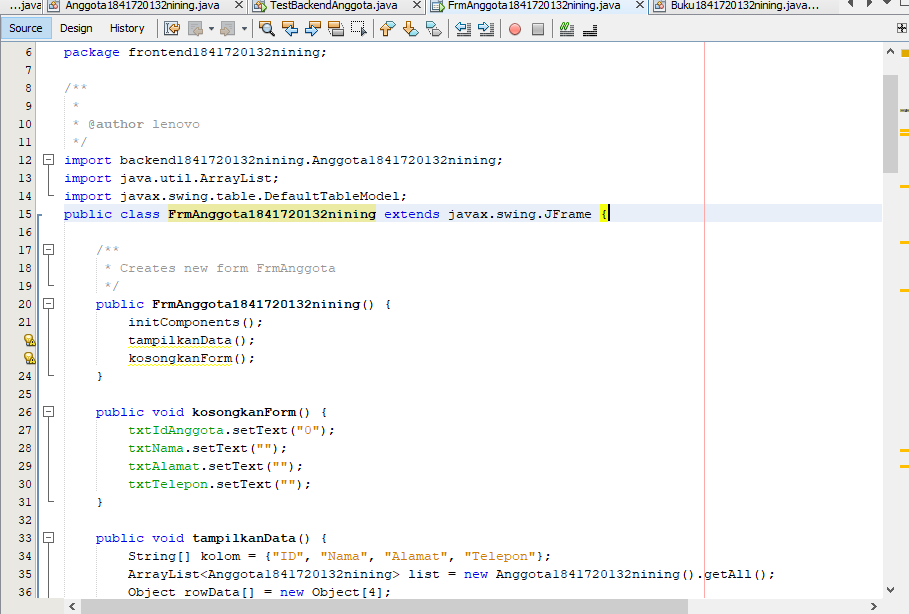 ...java Anggota1841720132nining.java TestBackendAnggota.java FrmAnggota1841720132nining.java Buku1841720132nining.java...
Source Design History
6 package frontend1841720132nining;
7
8 /**
9 *
10 * @author lenovo
11 */
12 import backend1841720132nining.Anggota1841720132nining;
13 import java.util.ArrayList;
14 import javax.swing.table.DefaultTableModel;
15 public class FrmAnggota1841720132nining extends javax.swing.JFrame {
16
17 /**
18 * Creates new form FrmAnggota
19 */
20 public FrmAnggota1841720132nining() {
21 initComponents();
tampilkanData();
kosongkanForm();
24 }
25
26 public void kosongkanForm() {
27 txtIdAnggota.setText("0");
28 txtNama.setText("");
29 txtAlamat.setText("");
30 txtTelepon.setText("");
31 }
32
33 public void tampilkanData() {
34 String[] kolom = {"ID", "Nama", "Alamat", "Telepon"};
35 ArrayList<Anggota1841720132nining> list = new Anggota1841720132nining().getAll();
36 Object rowData[] = new Object[4];